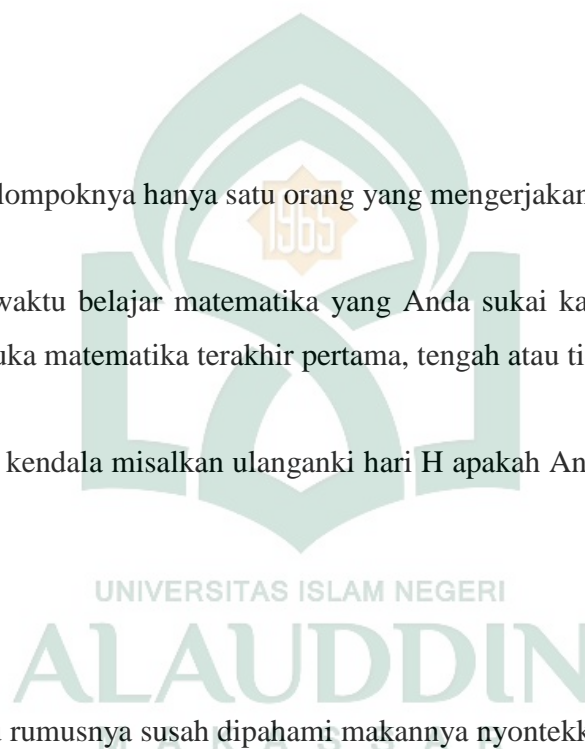 lompoknya hanya satu orang yang mengerjakan
1965
waktu belajar matematika yang Anda sukai ka
uka matematika terakhir pertama, tengah atau ti
kendala misalkan ulanganki hari H apakah An
UNIVERSITAS ISLAM NEGERI
ALAUDDIN
rumusnya susah dipahami makannya nyontekk
M A K A S S A R